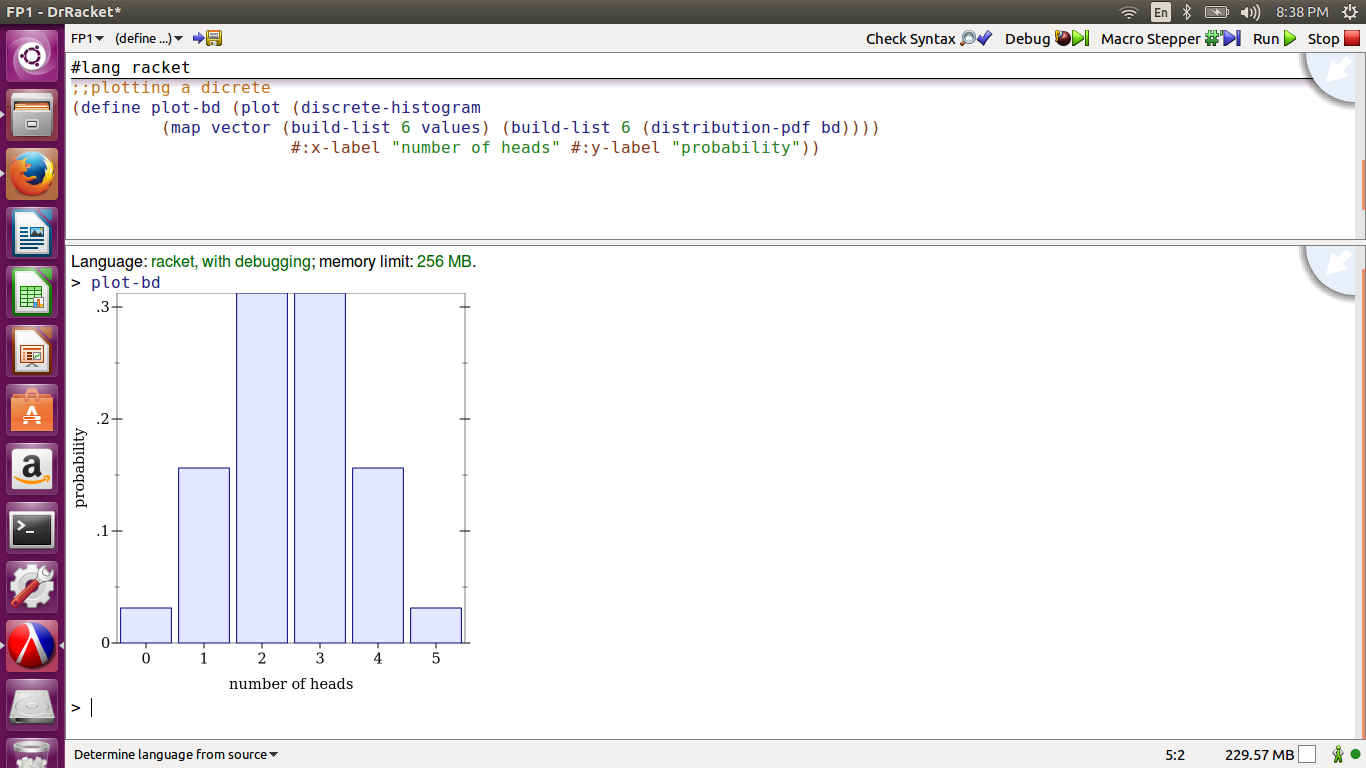 FP1 - DrRacket*
En
8:38 PM
FP1 (define ...) Check Syntax Debug Macro Stepper Run Stop
#lang racket
;;plotting a dicrete
(define plot-bd (plot (discrete-histogram
(map vector (build-list 6 values) (build-list 6 (distribution-pdf bd))))
#:x-label "number of heads" #:y-label "probability"))
Language: racket, with debugging; memory limit: 256 MB.
> plot-bd
.3
.2
.1
0
probability
0 1 2 3 4 5
number of heads
>
Determine language from source 5:2 229.57 MB